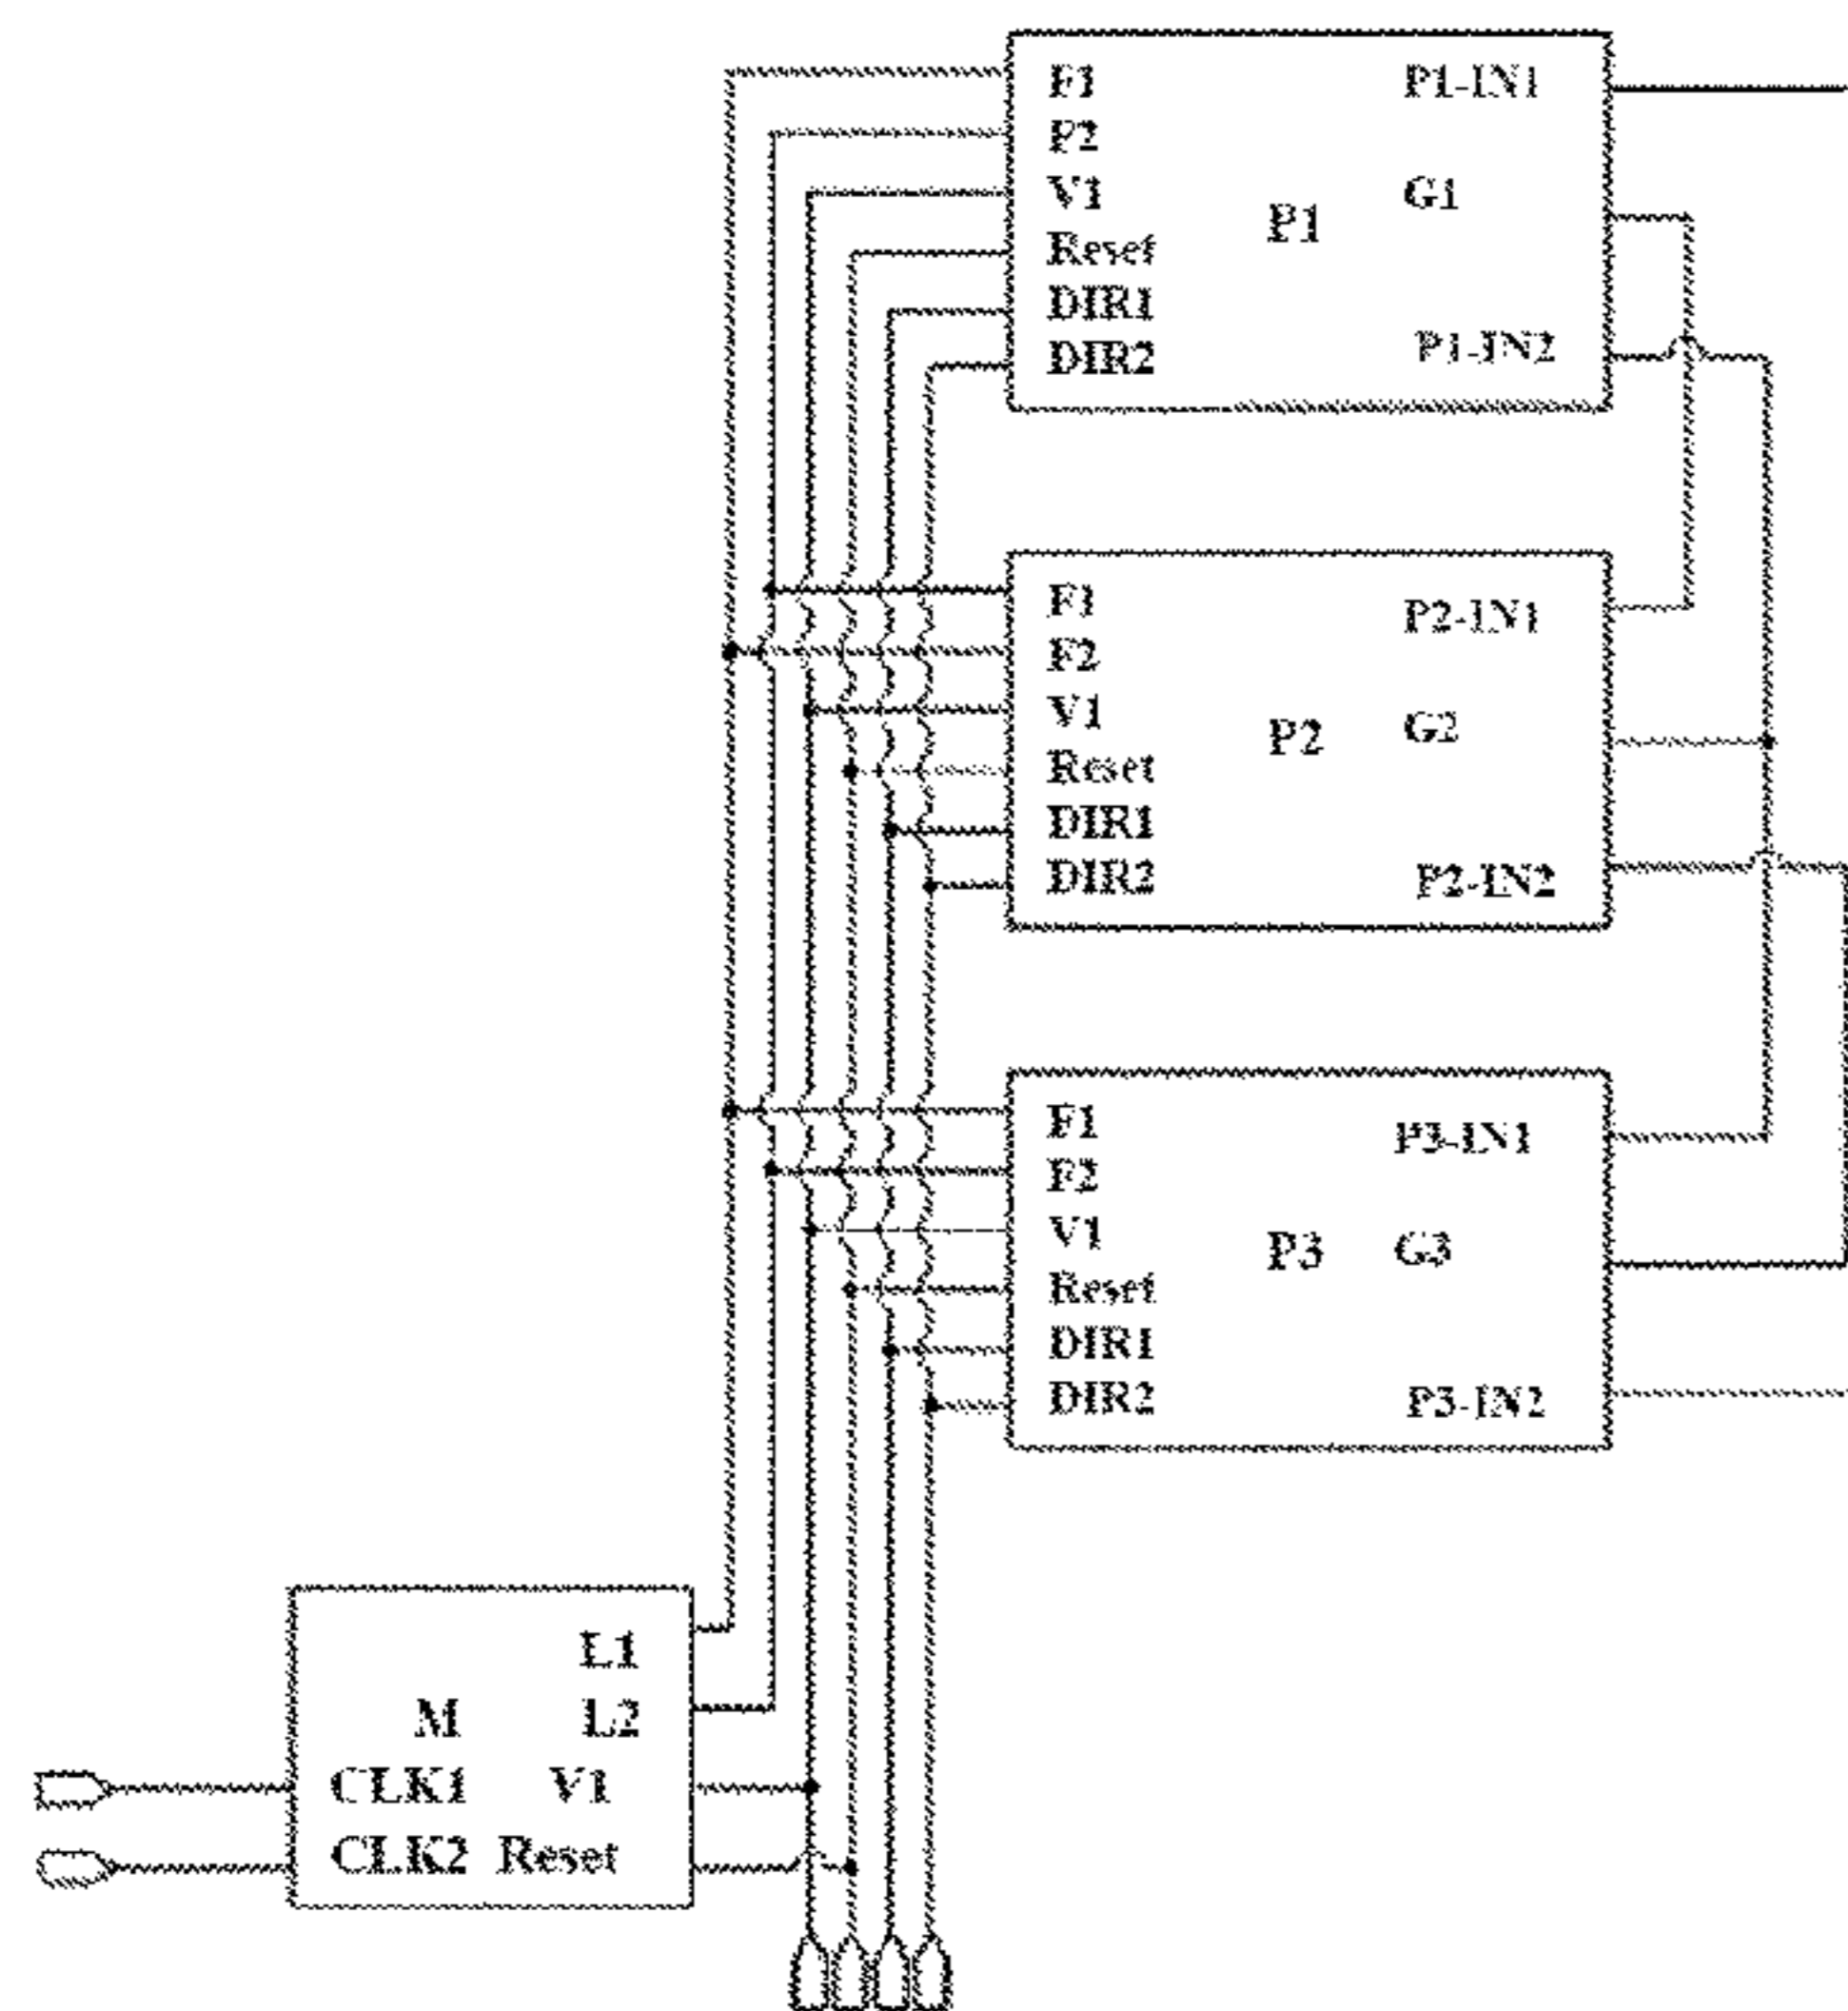 F1 P1-IN1
F2
V1 G1
P1
Reset
DIR1
DIR2 P1-IN2
F1 P2-IN1
F2
V1 G2
P2
Reset
DIR1
DIR2 P2-IN2
F1 P3-IN1
F2
V1 P3 G3
Reset
DIR1
DIR2 P3-IN2
L1
M L2
CLK1 V1
CLK2 Reset